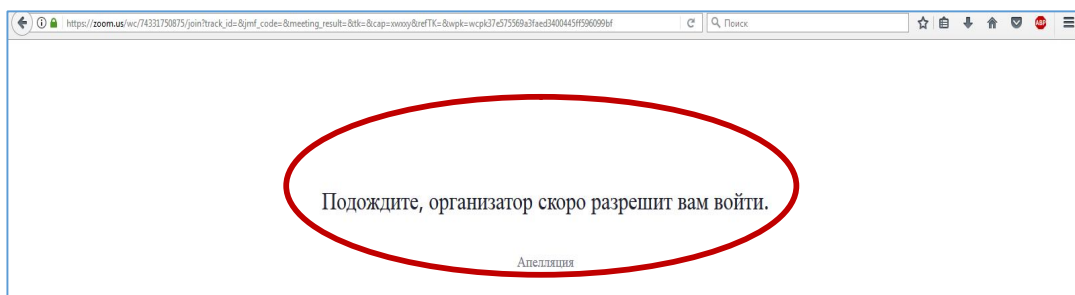 https://zoom.us/wc/74331750875/join?track_id=&jmf_code=&meeting_result=&tk=&cap=xwxxy&refTK=&wpk=wcpk37e575569a3faed3400445ff596099bf
Поиск
ABP
Подождите, организатор скоро разрешит вам войти.
Апелляция